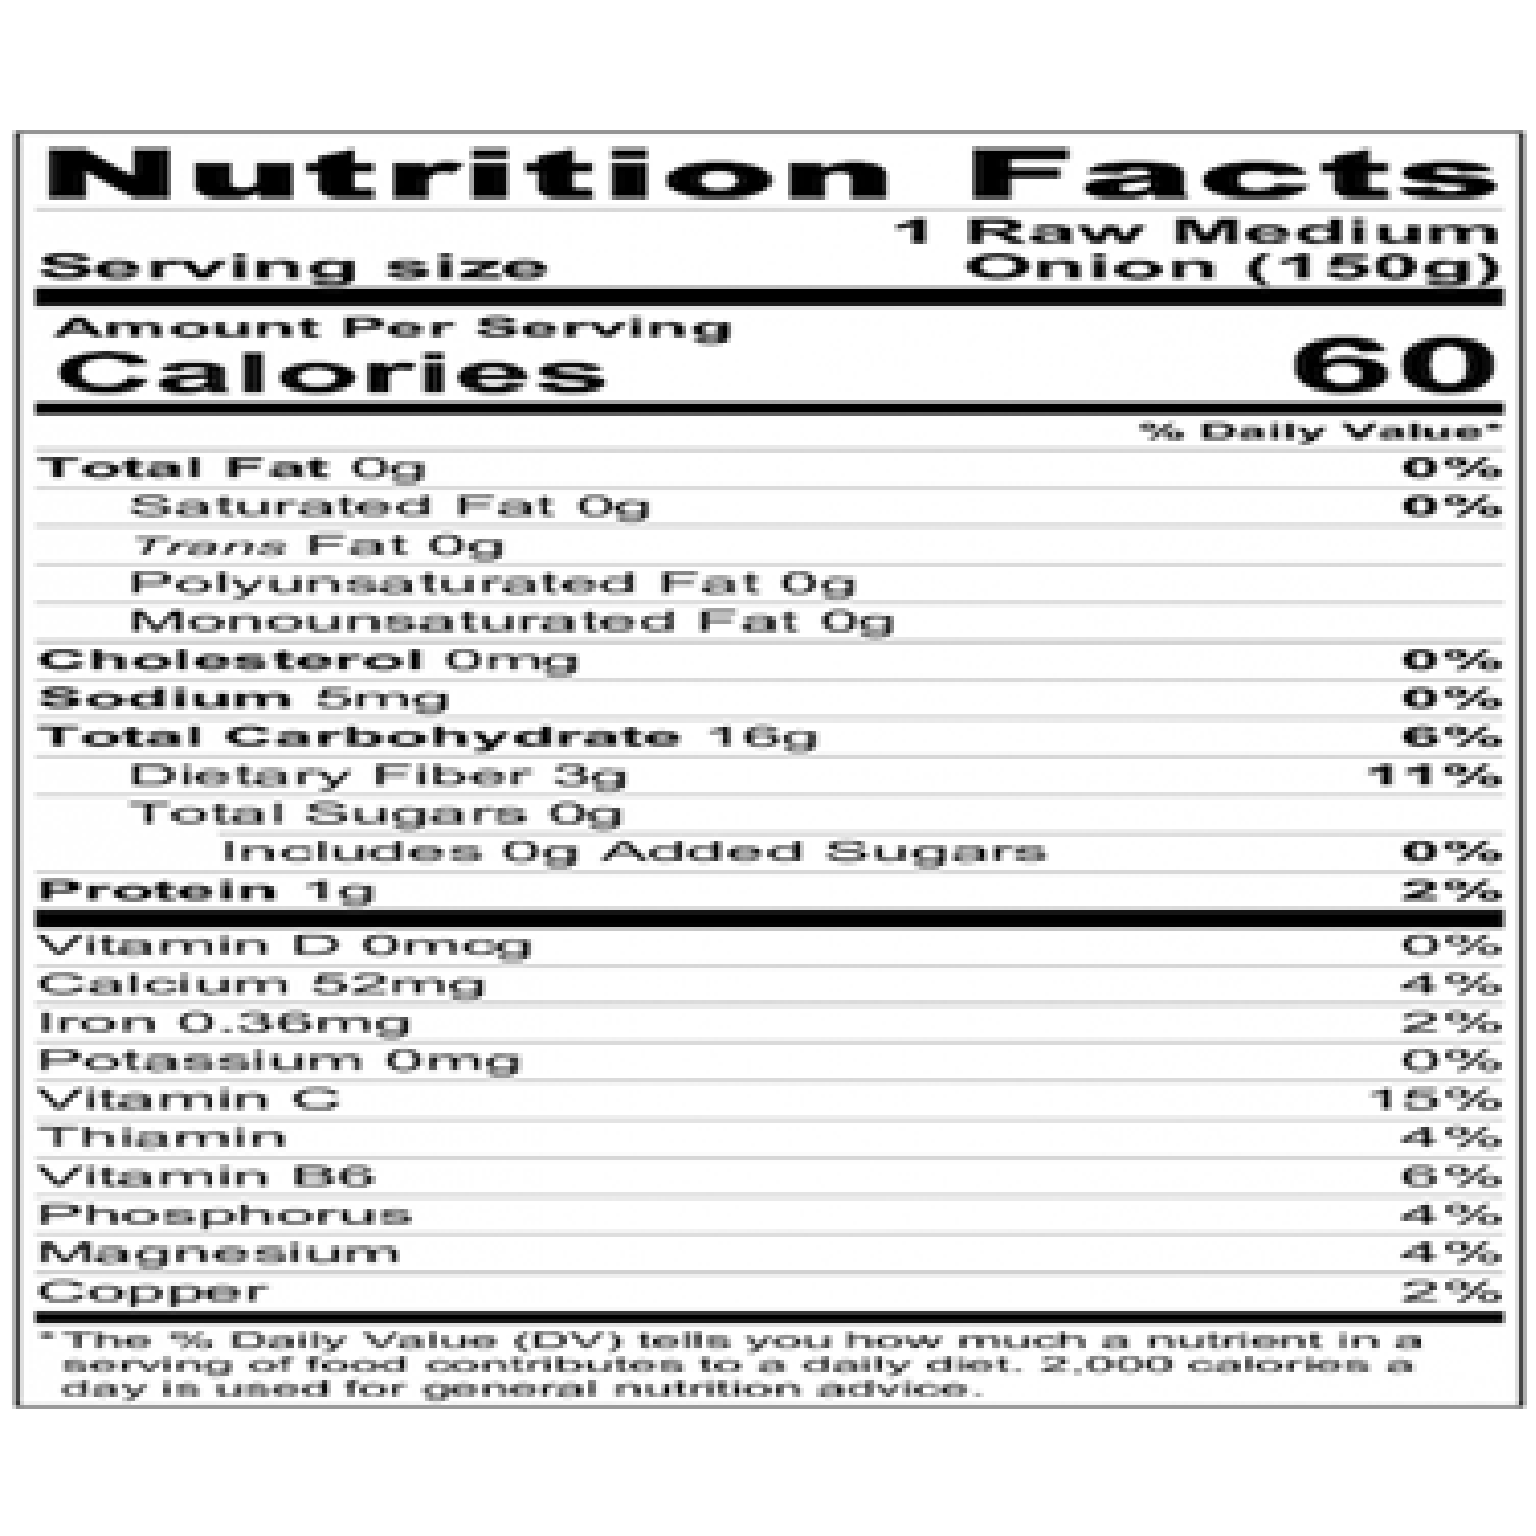 Nutrition Facts
1 Raw Medium
Serving size Onion (150g)
Amount Per Serving
Calories 60
% Daily Value*
Total Fat 0g 0%
Saturated Fat 0g 0%
Trans Fat 0g
Polyunsaturated Fat 0g
Monounsaturated Fat 0g
Cholesterol 0mg 0%
Sodium 5mg 0%
Total Carbohydrate 16g 6%
Dietary Fiber 3g 11%
Total Sugars 0g
Includes 0g Added Sugars 0%
Protein 1g 2%
Vitamin D 0mcg 0%
Calcium 52mg 4%
Iron 0.36mg 2%
Potassium 0mg 0%
Vitamin C 15%
Thiamin 4%
Vitamin B6 6%
Phosphorus 4%
Magnesium 4%
Copper 2%
*The % Daily Value (DV) tells you how much a nutrient in a
serving of food contributes to a daily diet. 2,000 calories a
day is used for general nutrition advice.